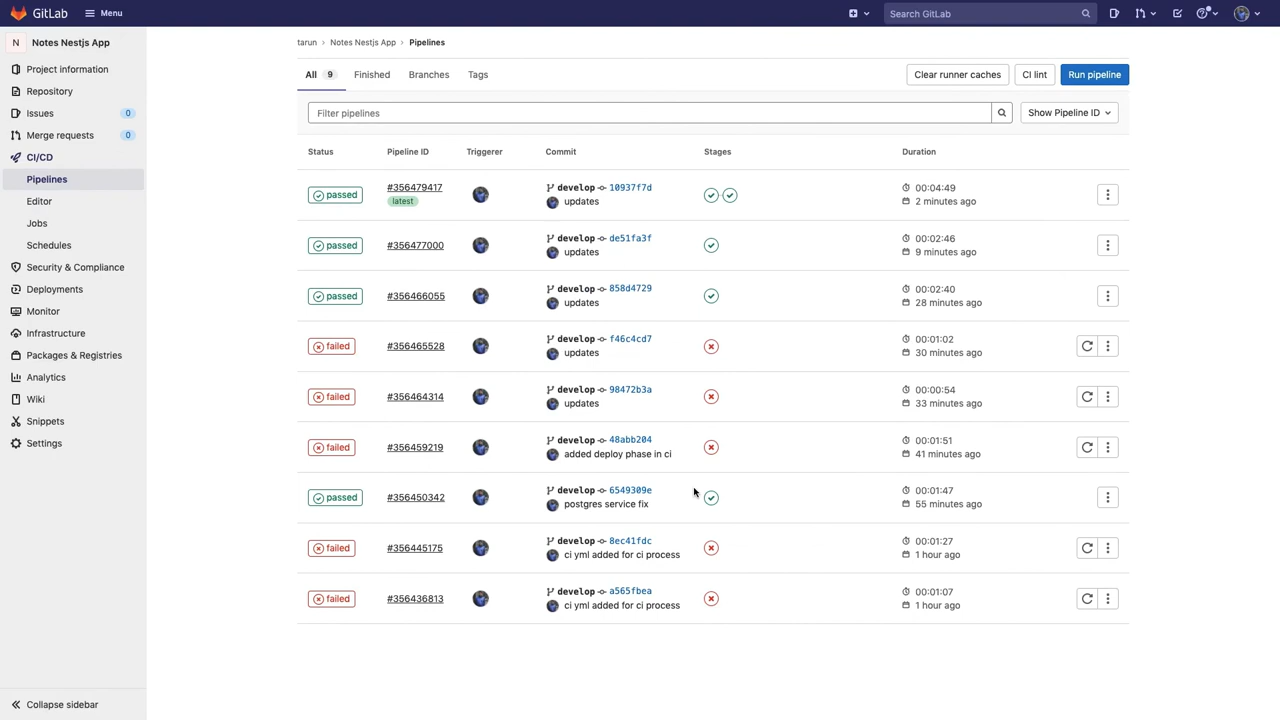 GitLab Menu Search GitLab
N Notes Nestjs App
Project information
Repository
Issues 0
Merge requests 0
CI/CD
Pipelines
Editor
Jobs
Schedules
Security & Compliance
Deployments
Monitor
Infrastructure
Packages & Registries
Analytics
Wiki
Snippets
Settings
Collapse sidebar
tarun › Notes Nestjs App › Pipelines
All 9 Finished Branches Tags Clear runner caches CI lint Run pipeline
Filter pipelines Show Pipeline ID
Status Pipeline ID Triggerer Commit Stages Duration
passed #356479417 latest develop 10937f7d updates 00:04:49 2 minutes ago
passed #356477000 develop de51fa3f updates 00:02:46 9 minutes ago
passed #356466055 develop 858d4729 updates 00:02:40 28 minutes ago
failed #356465528 develop f46c4cd7 updates 00:01:02 30 minutes ago
failed #356464314 develop 98472b3a updates 00:00:54 33 minutes ago
failed #356459219 develop 48abb204 added deploy phase in ci 00:01:51 41 minutes ago
passed #356450342 develop 6549309e postgres service fix 00:01:47 55 minutes ago
failed #356445175 develop 8ec41fdc ci yml added for ci process 00:01:27 1 hour ago
failed #356436813 develop a565fbea ci yml added for ci process 00:01:07 1 hour ago